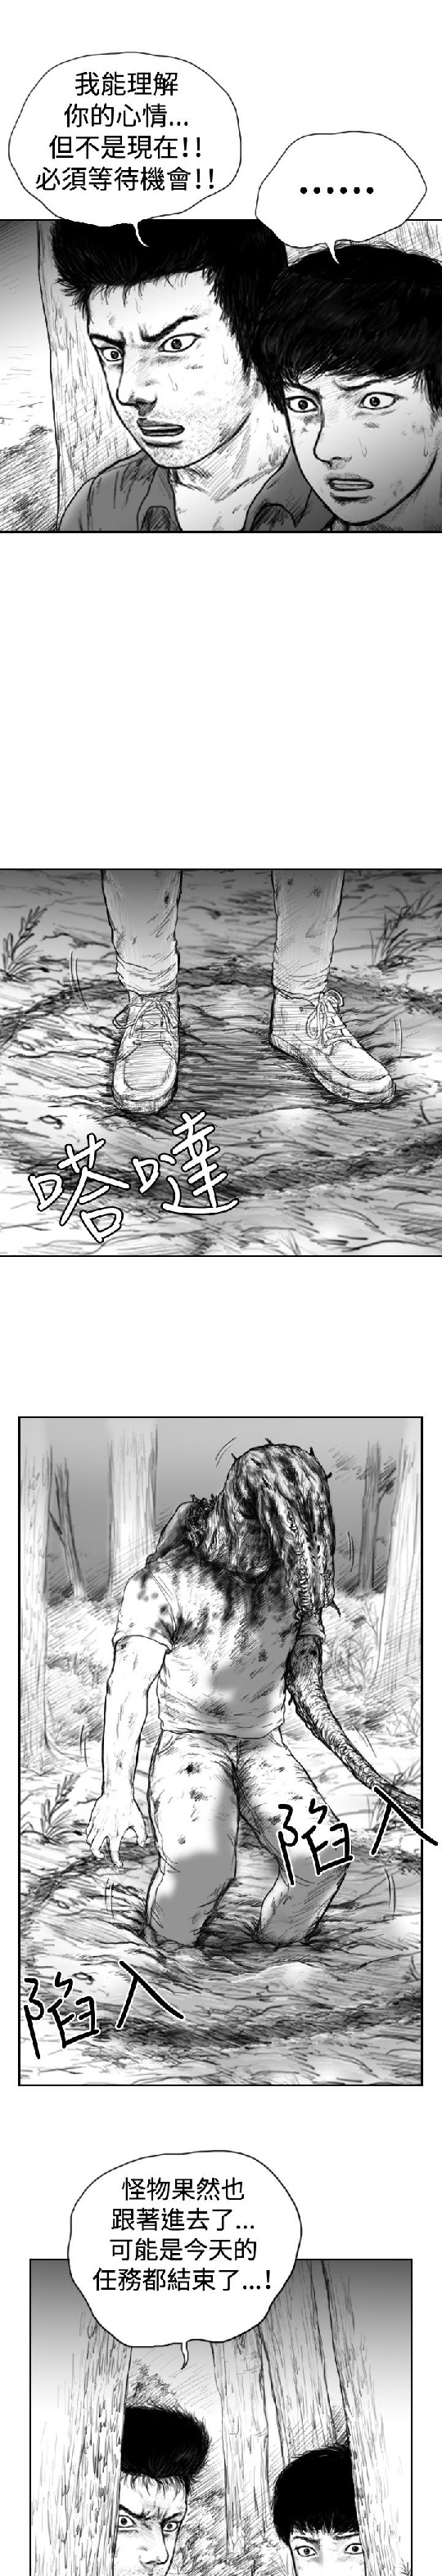 我能理解
你的心情...
但不是現在!!
必須等待機會!!
......
嗒噠
陷入
陷入
怪物果然也
跟著進去了...
可能是今天的
任務都結束了...!